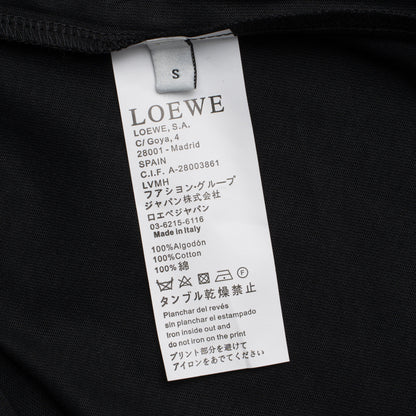 S
LOEWE
LOEWE, S.A.
C/ Goya, 4
28001 - Madrid
SPAIN
C.I.F. A-28003861
LVMH
ファション・グループ
ジャパン株式会社
ロエベジャパン
03-6215-6116
Made in Italy
100%Algodón
100%Cotton
100%綿
F
タンブル乾燥禁止
Planchar del revés
sin planchar el estampado
Iron inside out and
do not iron on the print
プリント部分を避けて
アイロンをあててください